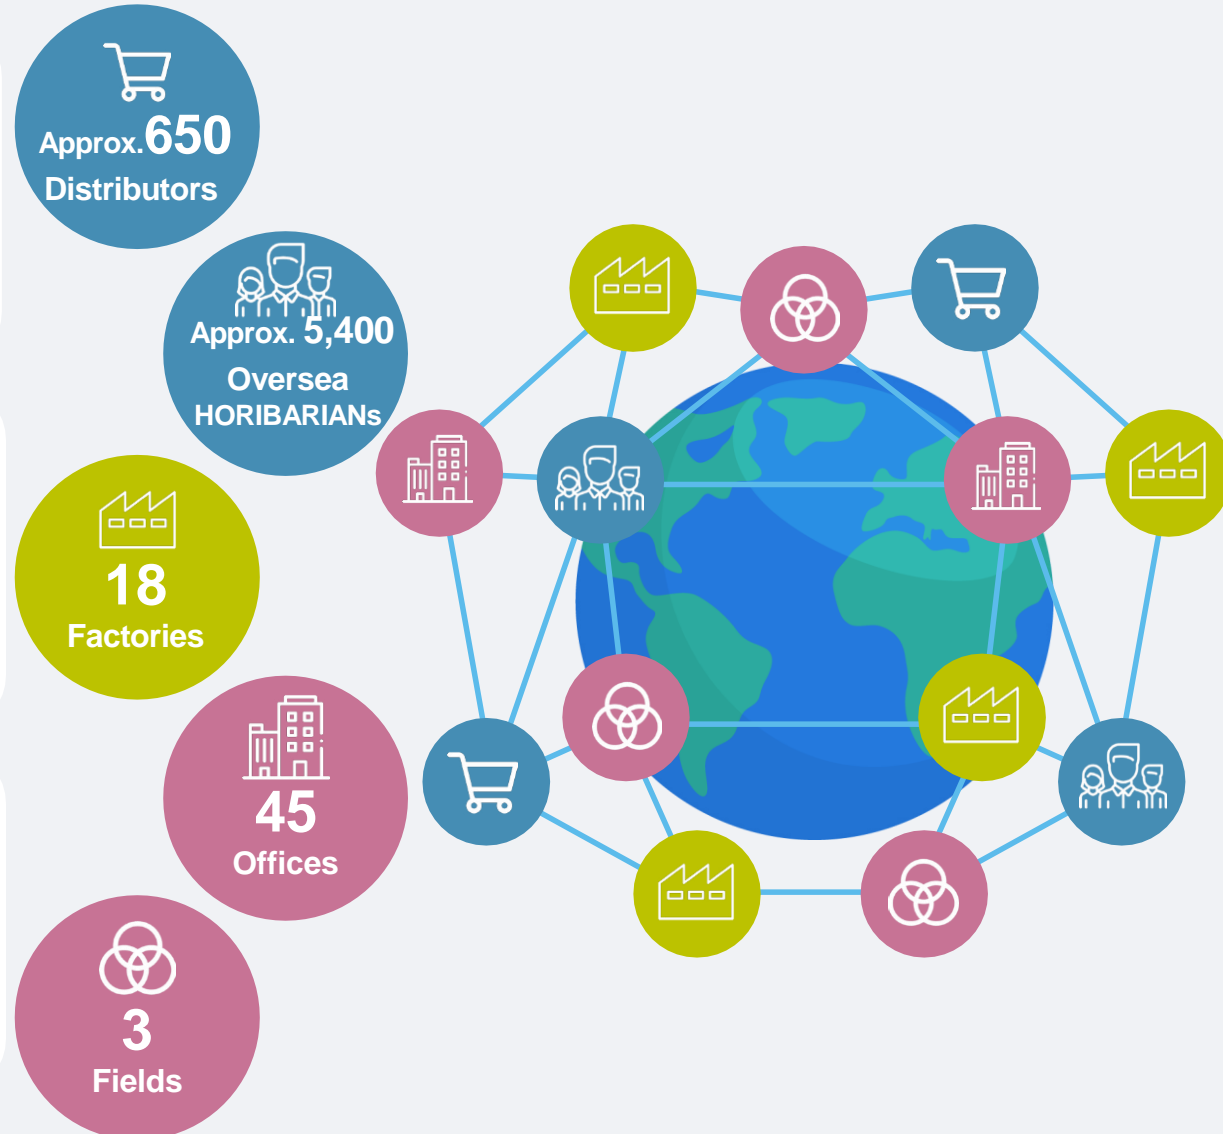 Approx.650
Distributors
Approx. 5,400
Oversea
HORIBARIANs
18
Factories
45
Offices
3
Fields